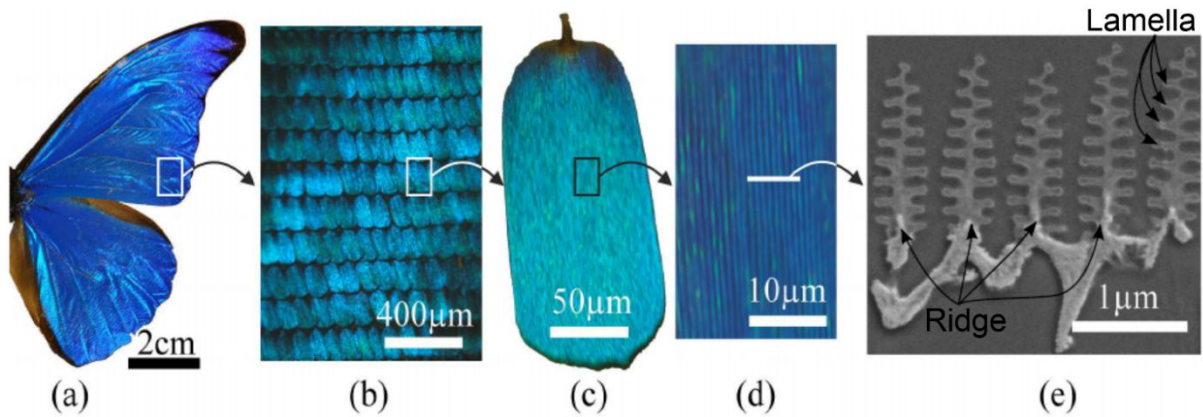 Lamella
2cm
400μm
50μm
10μm
1μm
Ridge
(a)
(b)
(c)
(d)
(e)